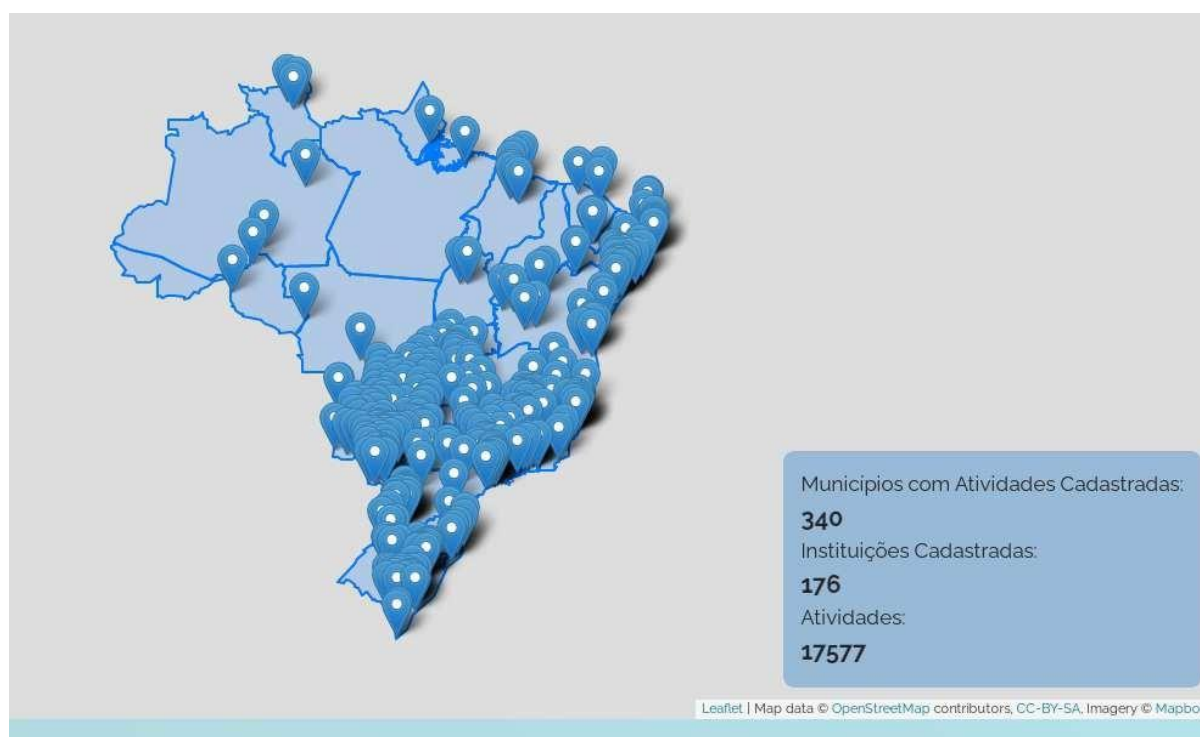 Municípios com Atividades Cadastradas:
340
Instituições Cadastradas:
176
Atividades:
17577
Leaflet | Map data © OpenStreetMap contributors, CC-BY-SA, Imagery © Mapbo